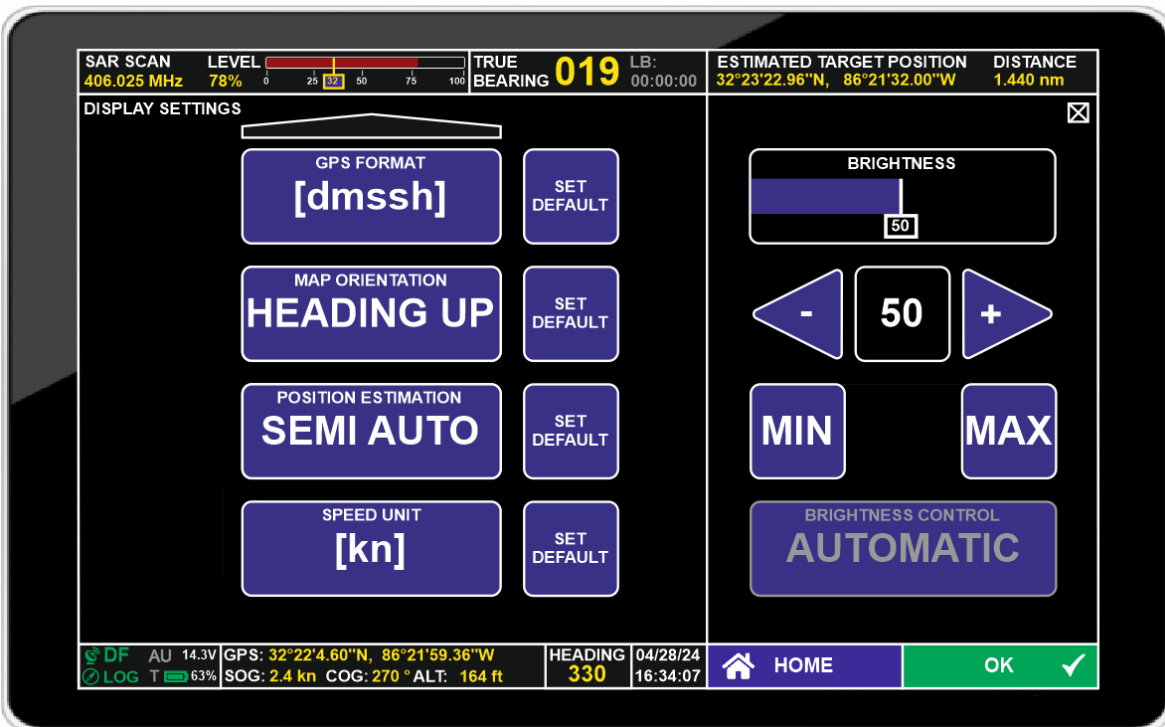 SAR SCAN LEVEL
406.025 MHz 78% 0 25 32 50 75 100
TRUE
BEARING 019 LB:
00:00:00
ESTIMATED TARGET POSITION DISTANCE
32°23'22.96"N, 86°21'32.00"W 1.440 nm
DISPLAY SETTINGS
GPS FORMAT
[dmssh]
SET
DEFAULT
MAP ORIENTATION
HEADING UP
SET
DEFAULT
POSITION ESTIMATION
SEMI AUTO
SET
DEFAULT
SPEED UNIT
[kn]
SET
DEFAULT
BRIGHTNESS
50
- 50 +
MIN MAX
BRIGHTNESS CONTROL
AUTOMATIC
DF AU 14.3V
LOG T 63%
GPS: 32°22'4.60"N, 86°21'59.36"W
SOG: 2.4 kn COG: 270 ° ALT: 164 ft
HEADING
330
04/28/24
16:34:07
HOME
OK